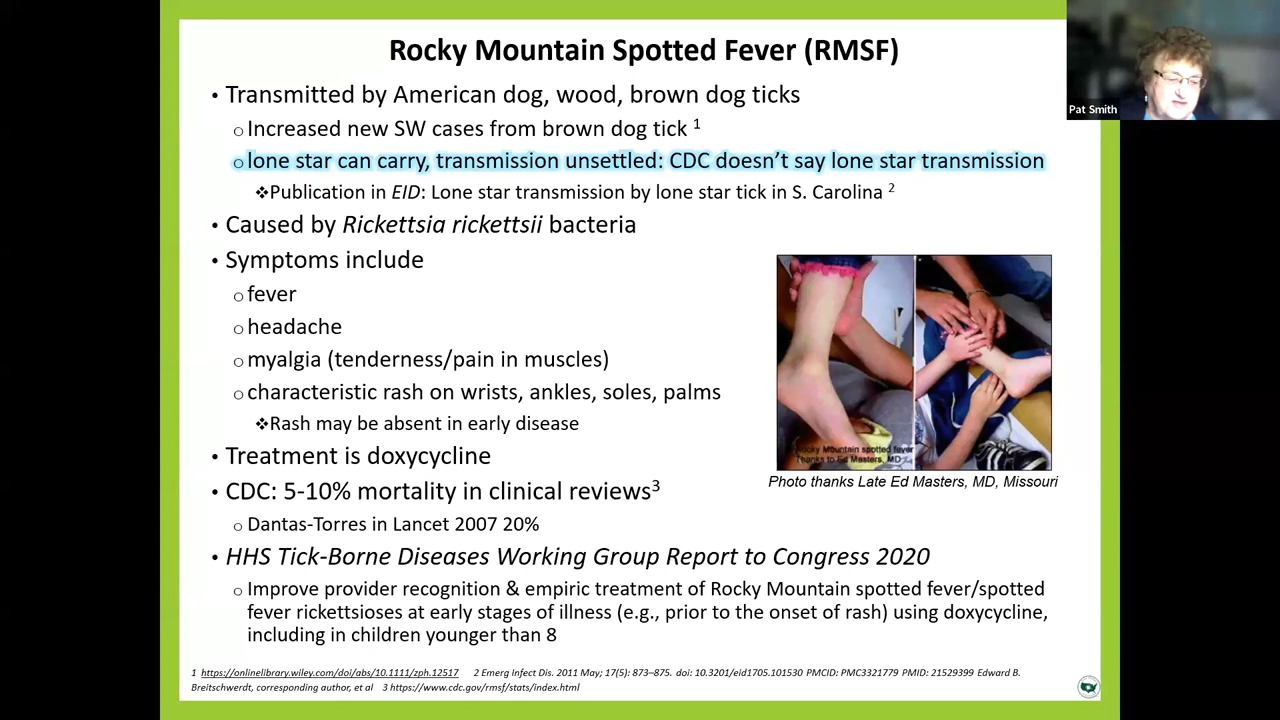 Rocky Mountain Spotted Fever (RMSF)
Pat Smith
• Transmitted by American dog, wood, brown dog ticks
o Increased new SW cases from brown dog tick 1
o lone star can carry, transmission unsettled: CDC doesn't say lone star transmission
❖Publication in EID: Lone star transmission by lone star tick in S. Carolina 2
• Caused by Rickettsia rickettsii bacteria
• Symptoms include
o fever
o headache
o myalgia (tenderness/pain in muscles)
o characteristic rash on wrists, ankles, soles, palms
❖Rash may be absent in early disease
Rocky Mountain spotted fever
Thanks to Ed Masters, MD
Photo thanks Late Ed Masters, MD, Missouri
• Treatment is doxycycline
• CDC: 5-10% mortality in clinical reviews3
o Dantas-Torres in Lancet 2007 20%
• HHS Tick-Borne Diseases Working Group Report to Congress 2020
o Improve provider recognition & empiric treatment of Rocky Mountain spotted fever/spotted
fever rickettsioses at early stages of illness (e.g., prior to the onset of rash) using doxycycline,
including in children younger than 8
1 https://onlinelibrary.wiley.com/doi/abs/10.1111/zph.12517 2 Emerg Infect Dis. 2011 May; 17(5): 873–875. doi: 10.3201/eid1705.101530 PMCID: PMC3321779 PMID: 21529399 Edward B.
Breitschwerdt, corresponding author, et al 3 https://www.cdc.gov/rmsf/stats/index.html